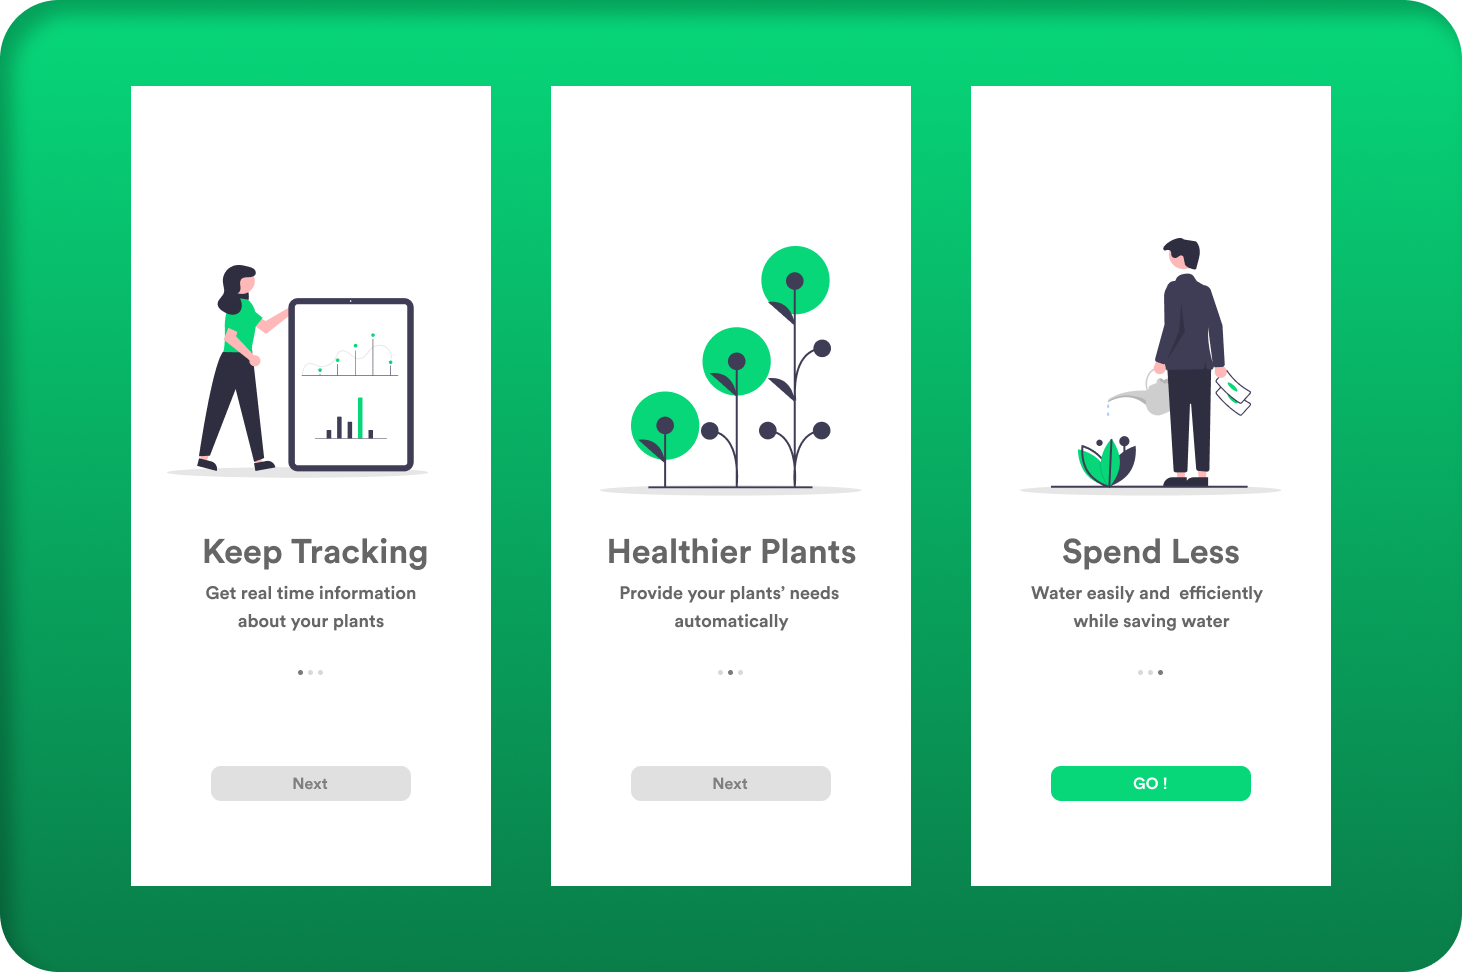 Keep Tracking
Get real time information
about your plants
Next
Healthier Plants
Provide your plants’ needs
automatically
Next
Spend Less
Water easily and  efficiently
while saving water
GO !